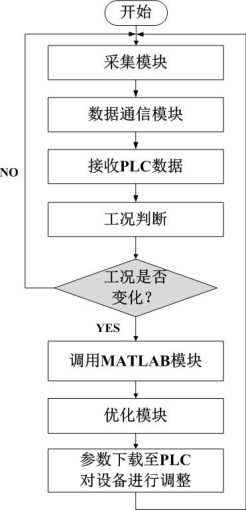 开始
采集模块
数据通信模块
接收PLC数据
工况判断
工况是否
变化？
NO
YES
调用MATLAB模块
优化模块
参数下载至PLC
对设备进行调整